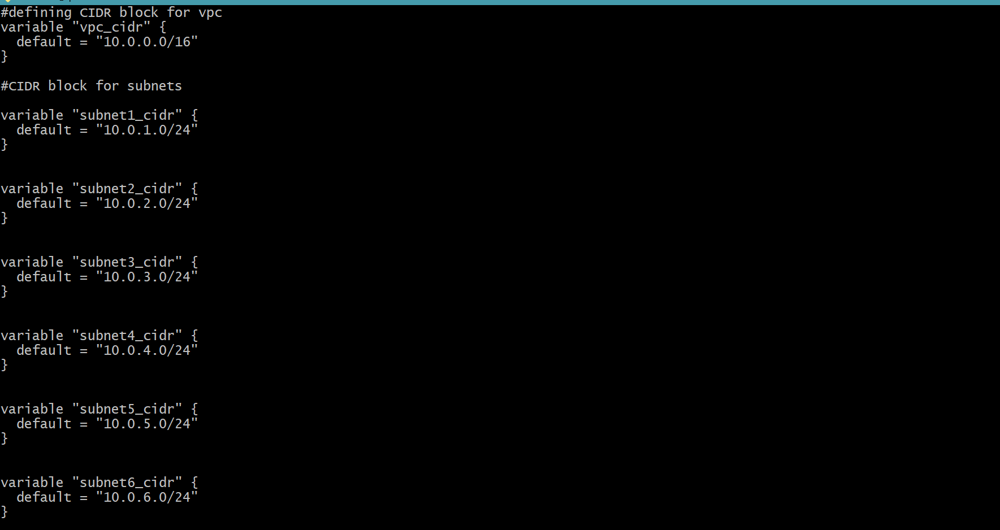 #defining CIDR block for vpc
variable "vpc_cidr" {
  default = "10.0.0.0/16"
}
#CIDR block for subnets
variable "subnet1_cidr" {
  default = "10.0.1.0/24"
}
variable "subnet2_cidr" {
  default = "10.0.2.0/24"
}
variable "subnet3_cidr" {
  default = "10.0.3.0/24"
}
variable "subnet4_cidr" {
  default = "10.0.4.0/24"
}
variable "subnet5_cidr" {
  default = "10.0.5.0/24"
}
variable "subnet6_cidr" {
  default = "10.0.6.0/24"
}